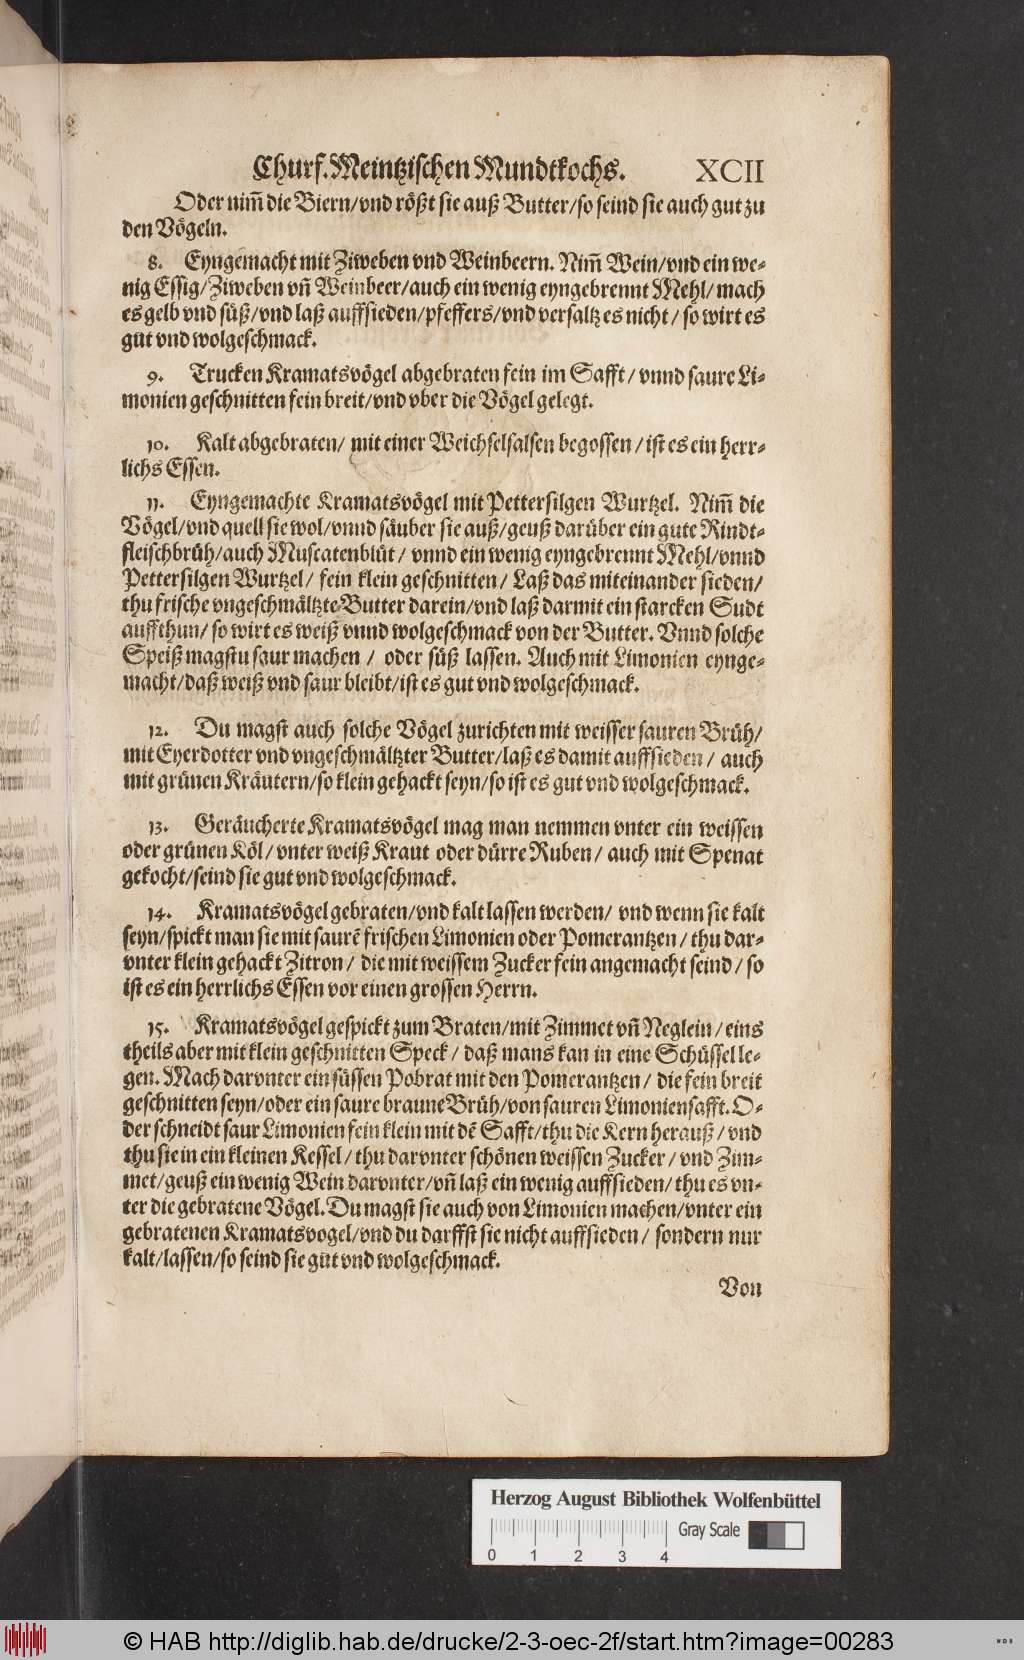 Churf. Meintzischen Mundtkochs. XCII
Oder nim̃ die Biern/vnd rößt sie auß Butter/so seind sie auch gut zu
den Vögeln.
8. Eyngemacht mit Ziweben vnd Weinbeern. Nim̃ Wein/vnd ein we-
nig Essig/Ziweben vñ Weinbeer/auch ein wenig eyngebrennt Mehl/ mach
es gelb vnd süß/vnd laß auffsieden/pfeffers/vnd versaltz es nicht/ so wirt es
gut vnd wolgeschmack.
9. Trucken Kramatsvögel abgebraten fein im Safft/ vnnd saure Li-
monien geschnitten fein breit/vnd vber die Vögel gelegt.
10. Kalt abgebraten/ mit einer Weichselsalsen begossen/ ist es ein herr-
lichs Essen.
11. Eyngemachte Kramatsvögel mit Pettersilgen Wurtzel. Nim̃ die
Vögel/vnd quell sie wol/vnnd säuber sie auß/geuß darüber ein gute Rindt-
fleischbrüh/auch Muscatenblüt/ vnnd ein wenig eyngebrennt Mehl/vnnd
Pettersilgen Wurtzel/ fein klein geschnitten/ Laß das miteinander sieden/
thu frische vngeschmältzte Butter darein/vnd laß darmit ein starcken Sudt
auffthun/ so wirt es weiß vnnd wolgeschmack von der Butter. Vnnd solche
Speiß magstu saur machen/ oder süß lassen. Auch mit Limonien eynge-
macht/daß weiß vnd saur bleibt/ist es gut vnd wolgeschmack.
12. Du magst auch solche Vögel zurichten mit weisser sauren Brüh/
mit Eyerdotter vnd vngeschmältzter Butter/laß es damit auffsieden/ auch
mit grünen Kräutern/so klein gehackt seyn/so ist es gut vnd wolgeschmack.
13. Geräucherte Kramatsvögel mag man nemmen vnter ein weissen
oder grünen Köl/ vnter weiß Kraut oder dürre Ruben/ auch mit Spenat
gekocht/seind sie gut vnd wolgeschmack.
14. Kramatsvögel gebraten/vnd kalt lassen werden/ vnd wenn sie kalt
seyn/spickt man sie mit saurẽ frischen Limonien oder Pomerantzen/ thu dar-
vnter klein gehackt Zitron/ die mit weissem Zucker fein angemacht seind/ so
ist es ein herrlichs Essen vor einen grossen Herrn.
15. Kramatsvögel gespickt zum Braten/mit Zimmet vñ Neglein/ eins
theils aber mit klein geschnitten Speck/ daß mans kan in eine Schüssel le-
gen. Mach darvnter ein süssen Pobrat mit den Pomerantzen/ die fein breit
geschnitten seyn/oder ein saure braune Brüh/von sauren Limoniensafft. O-
der schneidt saur Limonien fein klein mit dẽ Safft/thu die Kern herauß/ vnd
thu sie in ein kleinen Kessel/ thu darvnter schönen weissen Zucker/ vnd Zim-
met/geuß ein wenig Wein darvnter/vñ laß ein wenig auffsieden/ thu es vn-
ter die gebratene Vögel. Du magst sie auch von Limonien machen/vnter ein
gebratenen Kramatsvogel/vnd du darffst sie nicht auffsieden/ sondern nur
kalt/lassen/so seind sie gut vnd wolgeschmack.
Von
Herzog August Bibliothek Wolfenbüttel
Gray Scale
0 1 2 3 4
© HAB http://diglib.hab.de/drucke/2-3-oec-2f/start.htm?image=00283